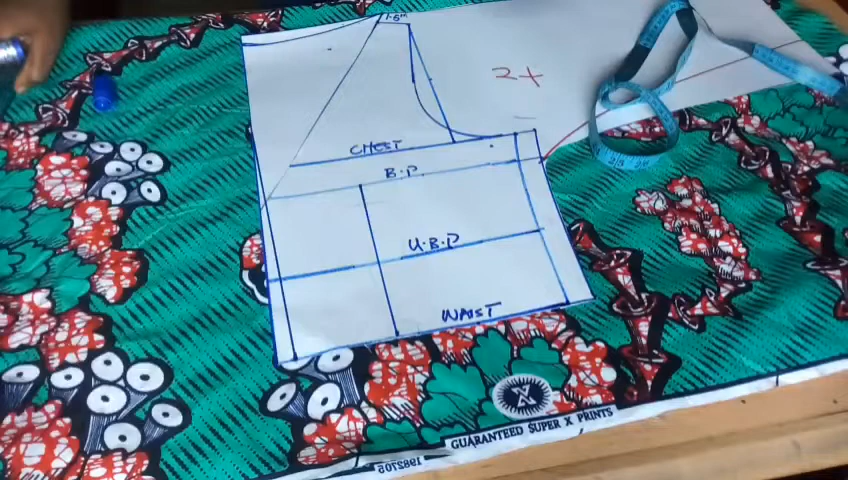 1.5"
2+
CHEST
B.P.
U.B.P
WAIST
GUARANTEED SUPER X PRINTS